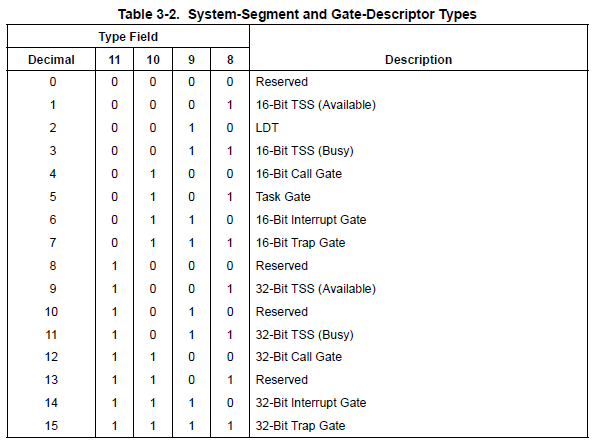 Table 3-2. System-Segment and Gate-Descriptor Types
Type Field
Decimal 11 10 9 8 Description
0 0 0 0 0 Reserved
1 0 0 0 1 16-Bit TSS (Available)
2 0 0 1 0 LDT
3 0 0 1 1 16-Bit TSS (Busy)
4 0 1 0 0 16-Bit Call Gate
5 0 1 0 1 Task Gate
6 0 1 1 0 16-Bit Interrupt Gate
7 0 1 1 1 16-Bit Trap Gate
8 1 0 0 0 Reserved
9 1 0 0 1 32-Bit TSS (Available)
10 1 0 1 0 Reserved
11 1 0 1 1 32-Bit TSS (Busy)
12 1 1 0 0 32-Bit Call Gate
13 1 1 0 1 Reserved
14 1 1 1 0 32-Bit Interrupt Gate
15 1 1 1 1 32-Bit Trap Gate